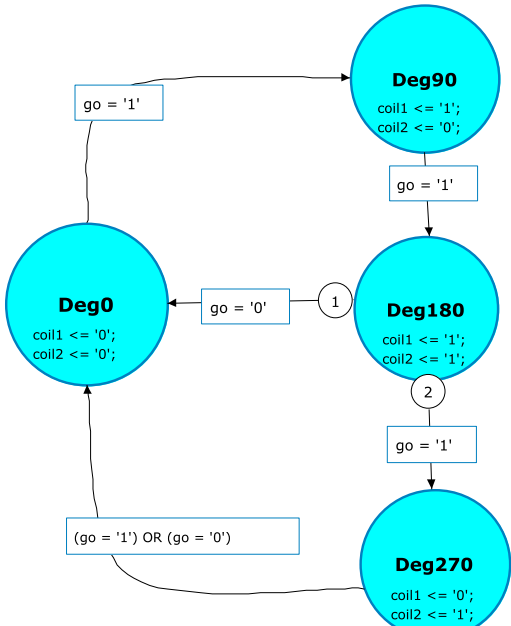 Deg90
coil1 <= '1';
coil2 <= '0';
go = '1'
go = '1'
Deg0
coil1 <= '0';
coil2 <= '0';
go = '0'
1
Deg180
coil1 <= '1';
coil2 <= '1';
2
go = '1'
(go = '1') OR (go = '0')
Deg270
coil1 <= '0';
coil2 <= '1';